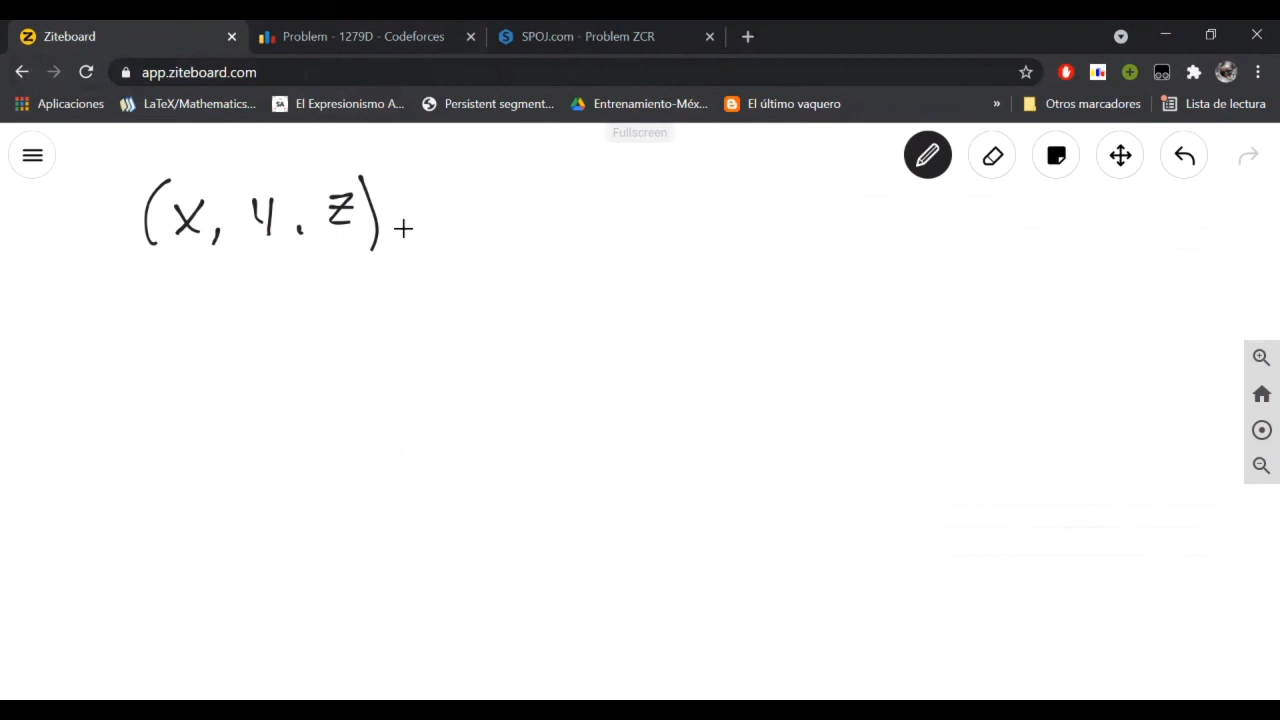 Ziteboard
Problem - 1279D - Codeforces
SPOJ.com - Problem ZCR
app.ziteboard.com
Aplicaciones
LaTeX/Mathematics...
El Expresionismo A...
Persistent segment...
Entrenamiento-Méx...
El último vaquero
»
Otros marcadores
Lista de lectura
Fullscreen
(x, y. z)